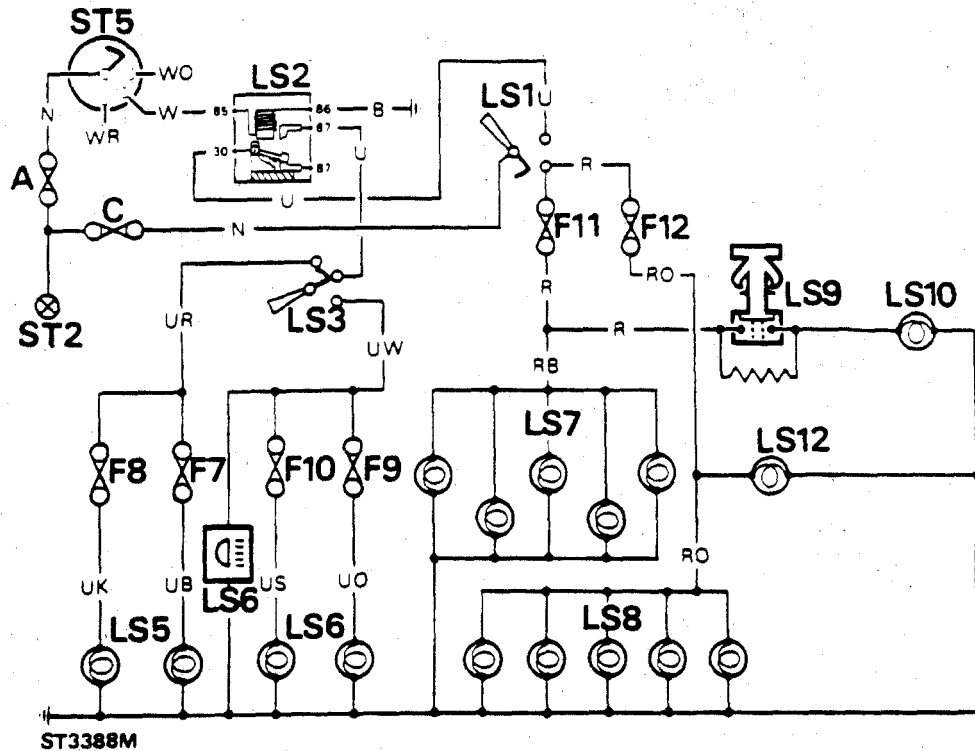 ST5
WO
LS2
N
W
85
86
B
LS1
U
WR
87
A
30
87
U
R
U
C
N
F11
F12
R
RO
LS9
LS10
UR
LS3
ST2
UW
R
RB
LS7
LS12
F8
F7
F10
F9
RO
UK
UB
LS6
US
UO
LS5
LS6
LS8
ST3388M